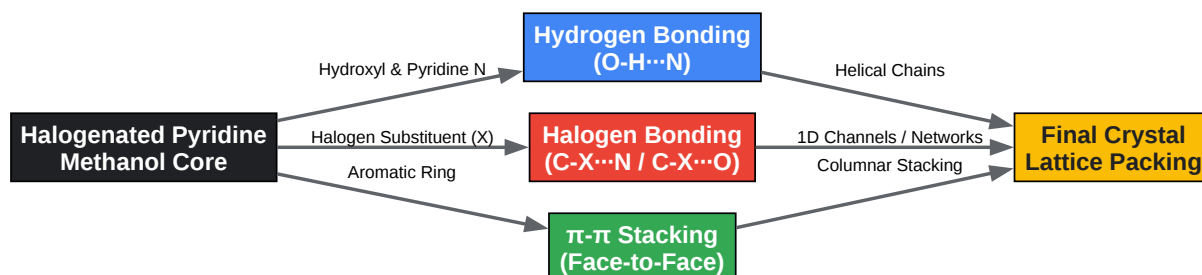 Hydrogen Bonding
(O-H···N)
Hydroxyl & Pyridine N
Helical Chains
Halogenated Pyridine
Methanol Core
Halogen Substituent (X)
Halogen Bonding
(C-X···N / C-X···O)
1D Channels / Networks
Final Crystal
Lattice Packing
Aromatic Ring
Columnar Stacking
π-π Stacking
(Face-to-Face)